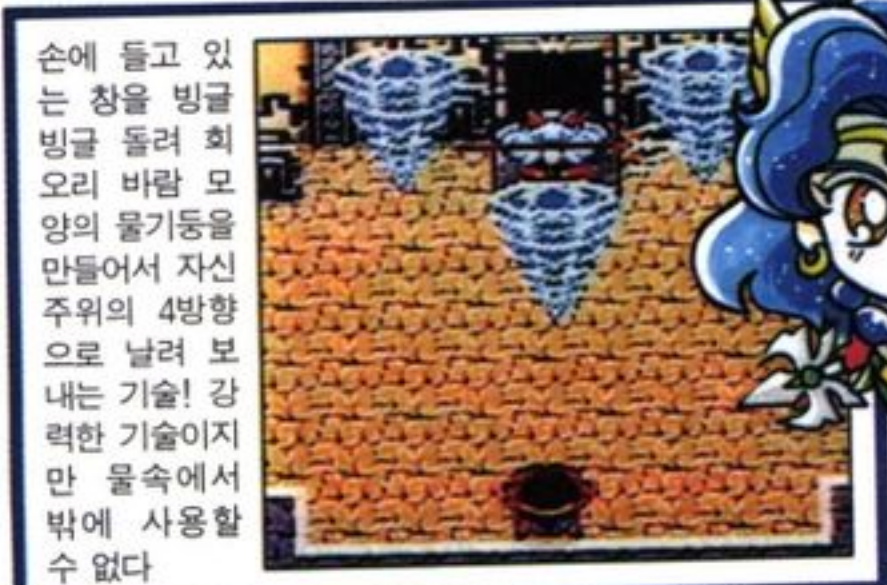 손에 들고 있
는 창을 빙글
빙글 돌려 회
오리 바람 모
양의 물기둥을
만들어서 자신
주위의 4방향
으로 날려 보
내는 기술! 강
력한 기술이지
만 물속에서
밖에 사용할
수 없다